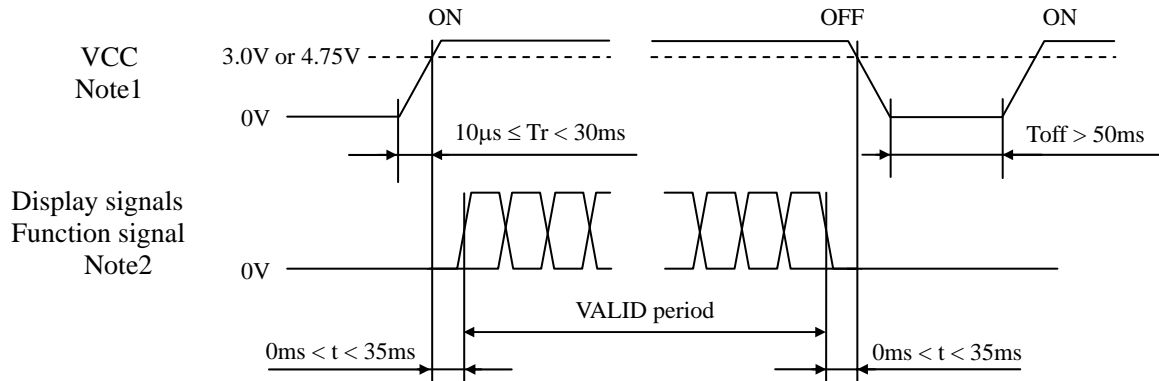 ON OFF ON
VCC
Note1
3.0V or 4.75V
0V
10μs ≤ Tr < 30ms
Toff > 50ms
Display signals
Function signal
Note2
0V
VALID period
0ms < t < 35ms
0ms < t < 35ms